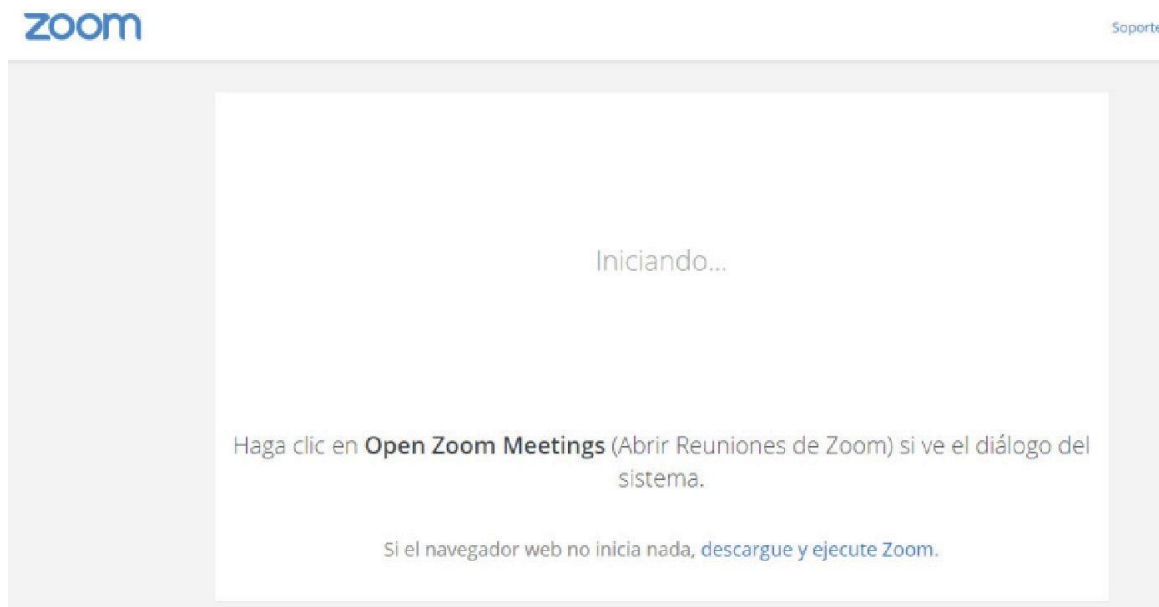 zoom
Soporte
Iniciando...
Haga clic en Open Zoom Meetings (Abrir Reuniones de Zoom) si ve el diálogo del
sistema.
Si el navegador web no inicia nada, descargue y ejecute Zoom.